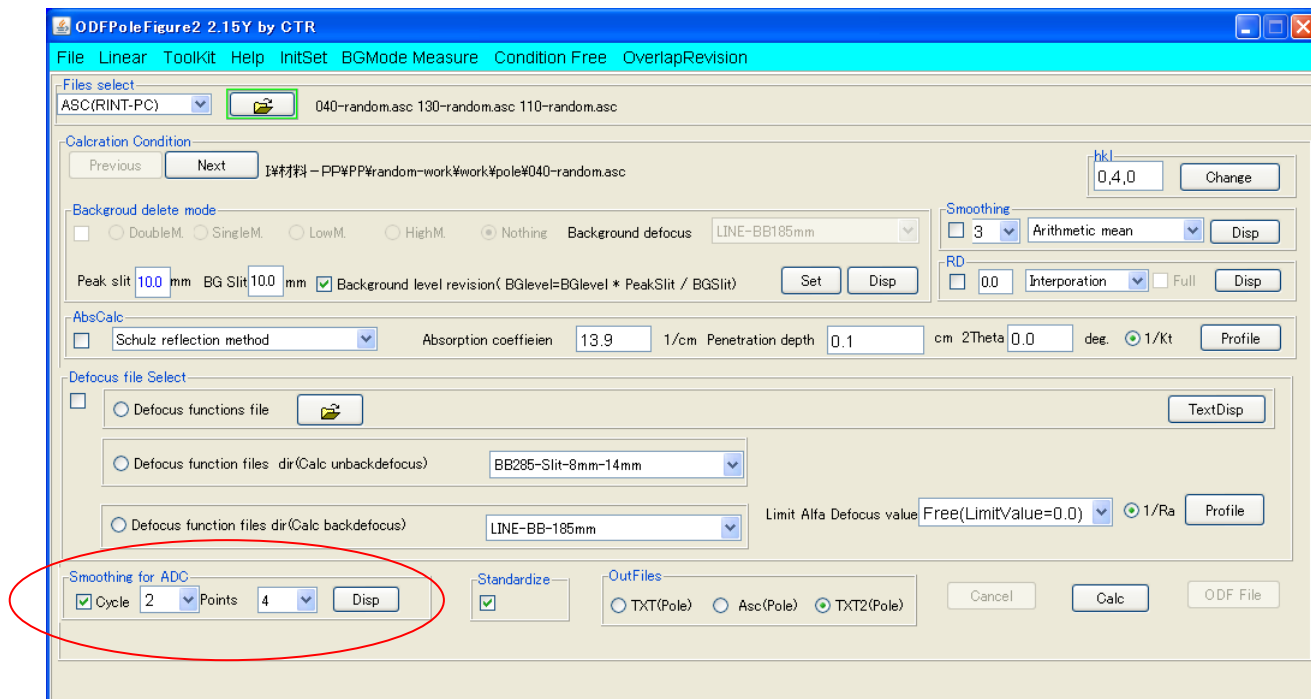 ODFPoleFigure2 2.15Y by CTR
File Linear ToolKit Help InitSet BGMode Measure Condition Free OverlapRevision
Files select
ASC(RINT-PC) 040-random.asc 130-random.asc 110-random.asc
Calcration Condition
Previous Next I¥材料－PP¥PP¥random-work¥work¥pole¥040-random.asc
hkl
0,4,0 Change
Backgroud delete mode
DoubleM. SingleM. LowM. HighM. Nothing Background defocus LINE-BB185mm
Peak slit 10.0 mm BG Slit 10.0 mm Background level revision( BGlevel=BGlevel * PeakSlit / BGSlit) Set Disp
Smoothing
3 Arithmetic mean Disp
RD
0.0 Interporation Full Disp
AbsCalc
Schulz reflection method Absorption coeffieien 13.9 1/cm Penetration depth 0.1 cm 2Theta 0.0 deg. 1/Kt Profile
Defocus file Select
Defocus functions file TextDisp
Defocus function files dir(Calc unbackdefocus) BB285-Slit-8mm-14mm
Defocus function files dir(Calc backdefocus) LINE-BB-185mm
Limit Alfa Defocus value Free(LimitValue=0.0) 1/Ra Profile
Smoothing for ADC
Cycle 2 Points 4 Disp
Standardize
OutFiles
TXT(Pole) Asc(Pole) TXT2(Pole)
Cancel Calc ODF File